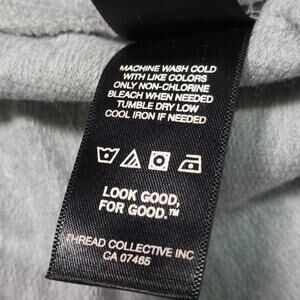 MACHINE WASH COLD
WITH LIKE COLORS
ONLY NON-CHLORINE
BLEACH WHEN NEEDED
TUMBLE DRY LOW
COOL IRON IF NEEDED
LOOK GOOD,
FOR GOOD.™
THREAD COLLECTIVE INC
CA 07465